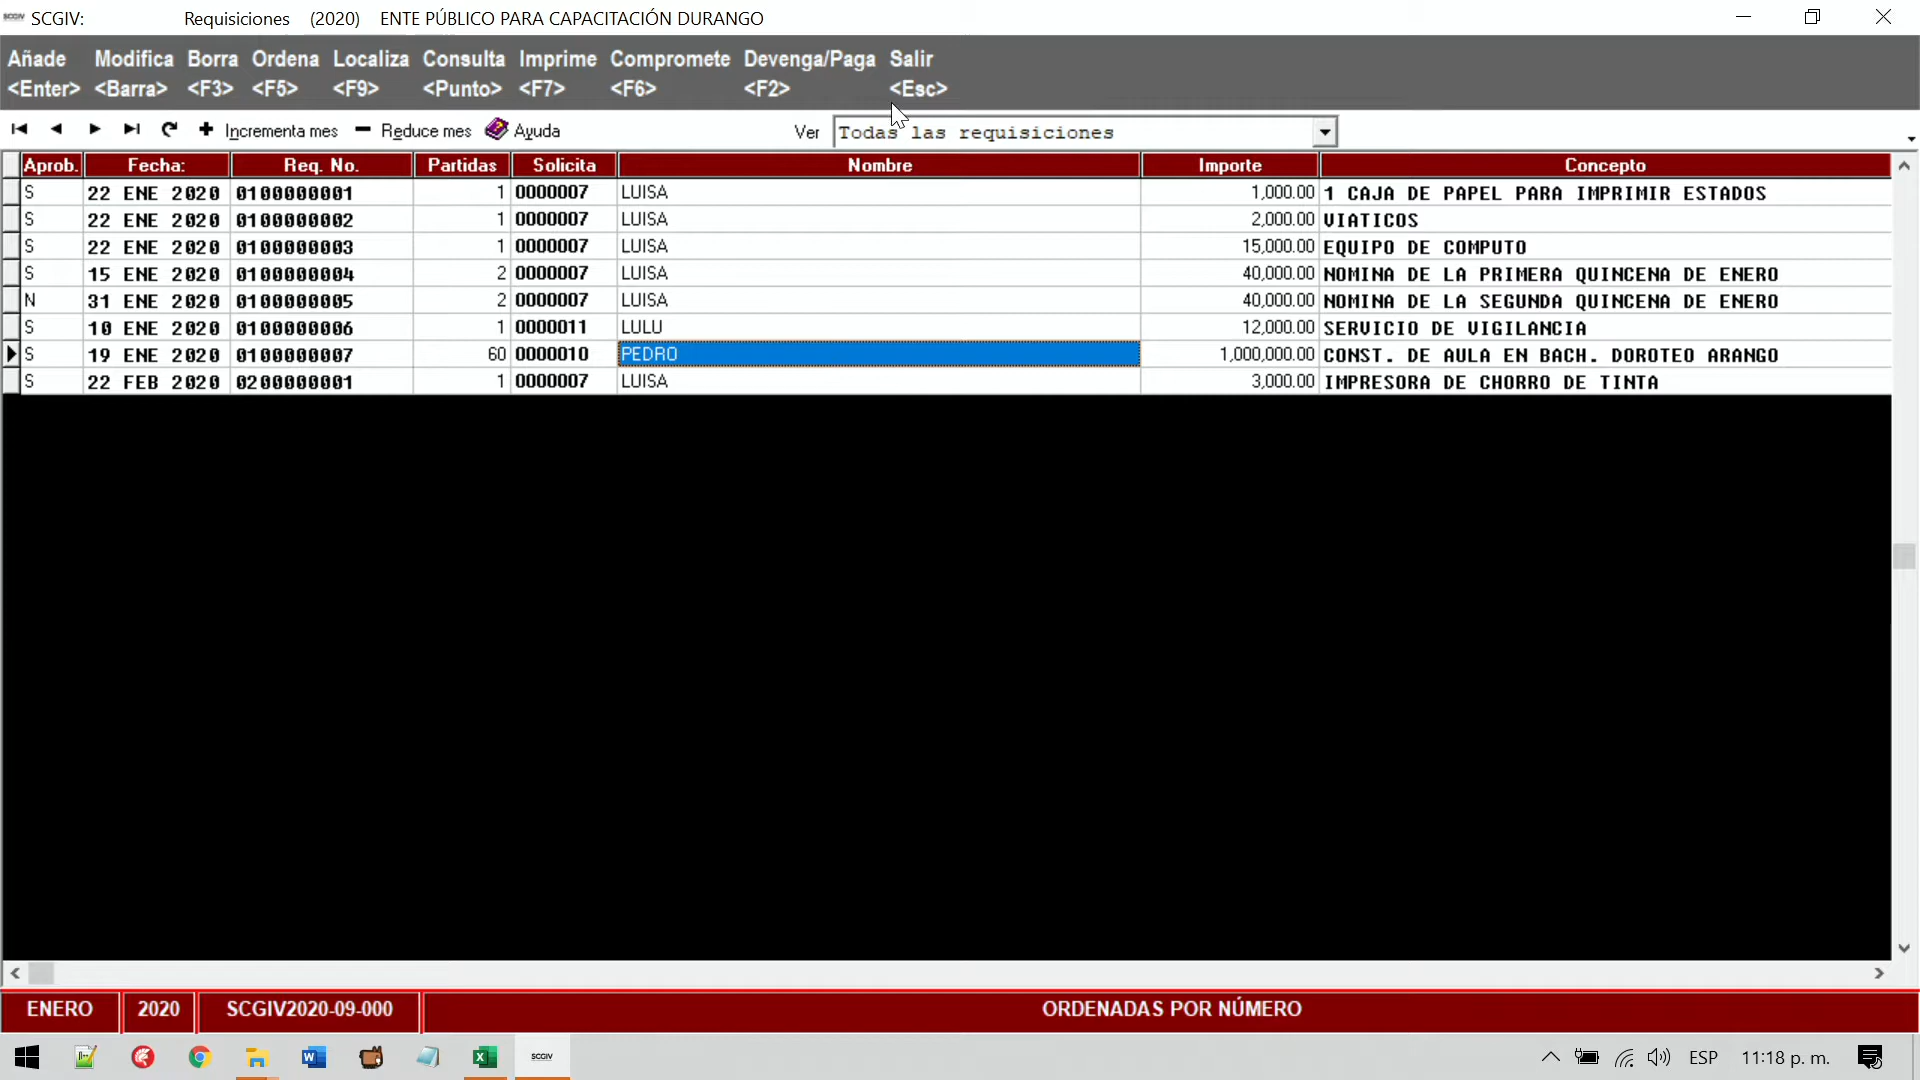 SCGIV: Requisiciones (2020) ENTE PÚBLICO PARA CAPACITACIÓN DURANGO
Añade Modifica Borra Ordena Localiza Consulta Imprime Compromete Devenga/Paga Salir
<Enter> <Barra> <F3> <F5> <F9> <Punto> <F7> <F6> <F2> <Esc>
Incrementa mes Reduce mes Ayuda Ver Todas las requisiciones
Aprob. Fecha: Req. No. Partidas Solicita Nombre Importe Concepto
S 22 ENE 2020 0100000001 1 0000007 LUISA 1,000.00 1 CAJA DE PAPEL PARA IMPRIMIR ESTADOS
S 22 ENE 2020 0100000002 1 0000007 LUISA 2,000.00 VIATICOS
S 22 ENE 2020 0100000003 1 0000007 LUISA 15,000.00 EQUIPO DE COMPUTO
S 15 ENE 2020 0100000004 2 0000007 LUISA 40,000.00 NOMINA DE LA PRIMERA QUINCENA DE ENERO
N 31 ENE 2020 0100000005 2 0000007 LUISA 40,000.00 NOMINA DE LA SEGUNDA QUINCENA DE ENERO
S 10 ENE 2020 0100000006 1 0000011 LULU 12,000.00 SERVICIO DE VIGILANCIA
S 19 ENE 2020 0100000007 60 0000010 PEDRO 1,000,000.00 CONST. DE AULA EN BACH. DOROTEO ARANGO
S 22 FEB 2020 0200000001 1 0000007 LUISA 3,000.00 IMPRESORA DE CHORRO DE TINTA
ENERO 2020 SCGIV2020-09-000 ORDENADAS POR NÚMERO
SCGIV ESP 11:18 p. m.